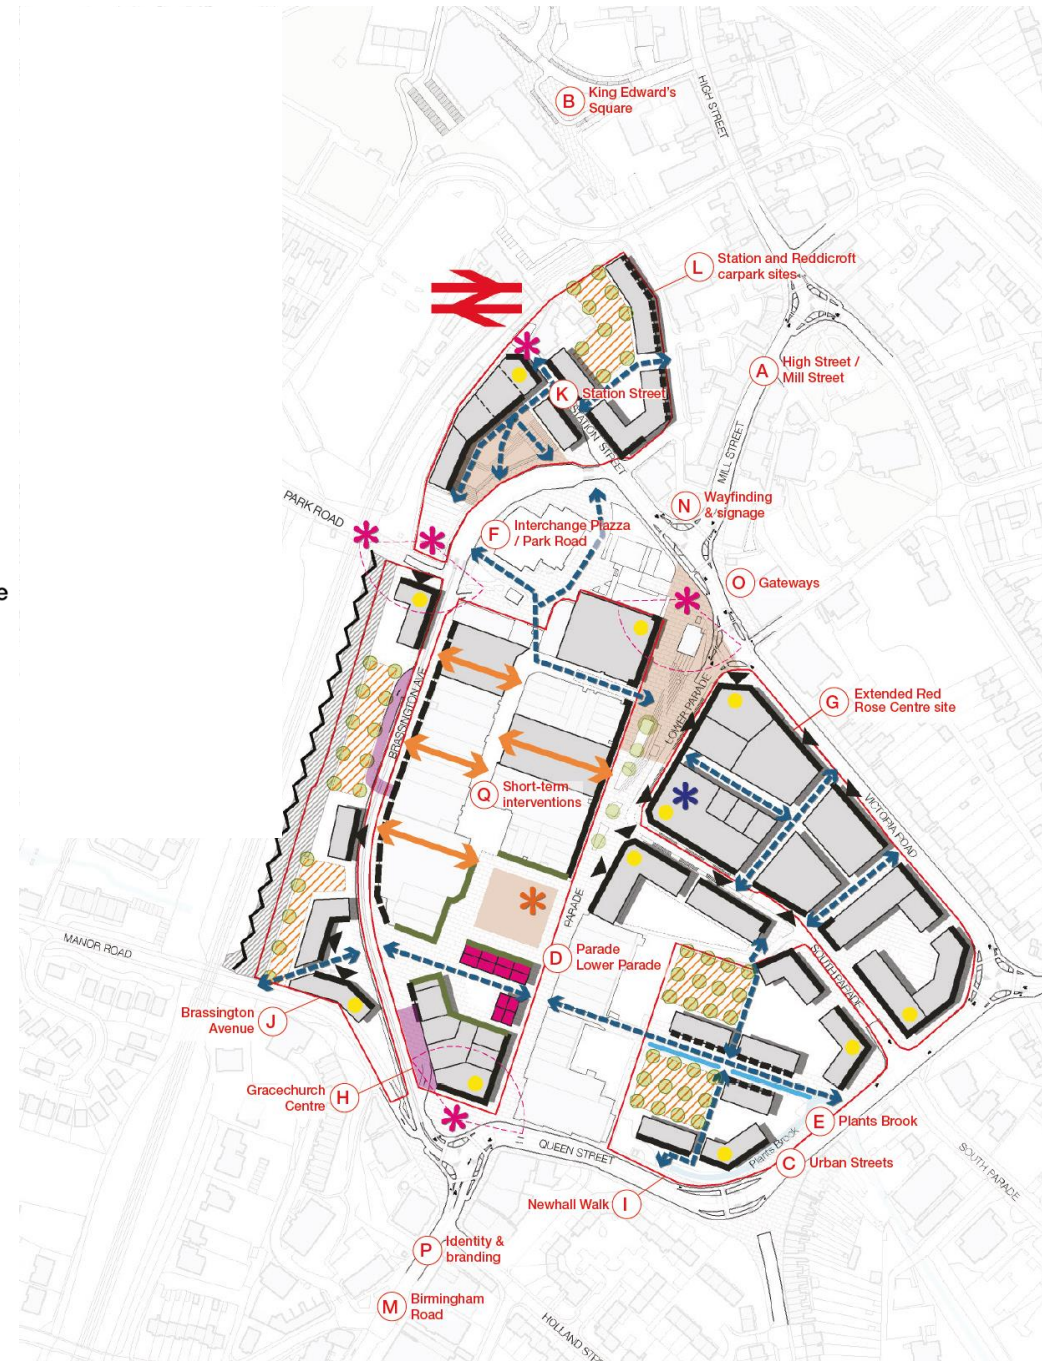 B
King Edward's
Square
HIGH STREET
L
Station and Reddicroft
carpark sites
A
High Street /
Mill Street
K
Station Street
STATION STREET
MILL STREET
PARK ROAD
N
Wayfinding
& signage
F
Interchange Piazza
/ Park Road
O
Gateways
e
BRASSINGTON AVE
LOWER PARADE
G
Extended Red
Rose Centre site
Q
Short-term
interventions
VICTORIA ROAD
PARADE
MANOR ROAD
D
Parade
Lower Parade
SOUTH PARADE
Brassington
Avenue
J
Gracechurch
Centre
H
E
Plants Brook
Plants Brook
QUEEN STREET
C
Urban Streets
SOUTH PARADE
Newhall Walk
I
P
Identity &
branding
M
Birmingham
Road